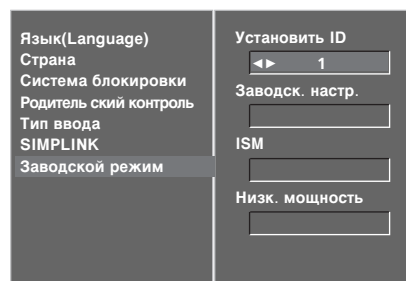 Язык(Language)
Страна
Система блокировки
Родитель ский контроль
Тип ввода
SIMPLINK
Заводской режим
Установить ID
◄► 1
Заводск. настр.
ISM
Низк. мощность